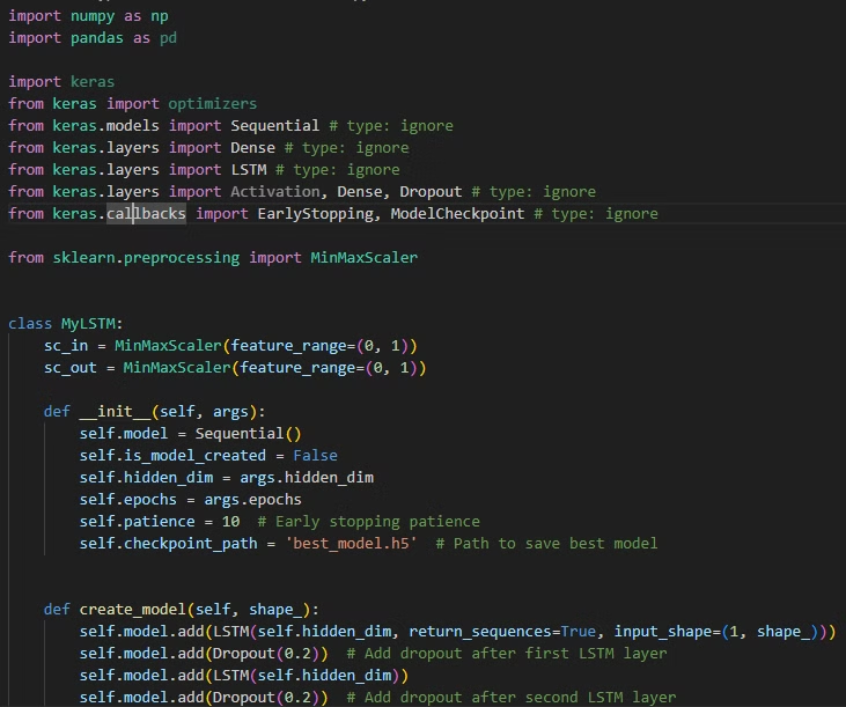 import numpy as np
import pandas as pd
import keras
from keras import optimizers
from keras.models import Sequential # type: ignore
from keras.layers import Dense # type: ignore
from keras.layers import LSTM # type: ignore
from keras.layers import Activation, Dense, Dropout # type: ignore
from keras.callbacks import EarlyStopping, ModelCheckpoint # type: ignore
from sklearn.preprocessing import MinMaxScaler
class MyLSTM:
    sc_in = MinMaxScaler(feature_range=(0, 1))
    sc_out = MinMaxScaler(feature_range=(0, 1))
    def __init__(self, args):
        self.model = Sequential()
        self.is_model_created = False
        self.hidden_dim = args.hidden_dim
        self.epochs = args.epochs
        self.patience = 10  # Early stopping patience
        self.checkpoint_path = 'best_model.h5'  # Path to save best model
    def create_model(self, shape_):
        self.model.add(LSTM(self.hidden_dim, return_sequences=True, input_shape=(1, shape_)))
        self.model.add(Dropout(0.2))  # Add dropout after first LSTM layer
        self.model.add(LSTM(self.hidden_dim))
        self.model.add(Dropout(0.2))  # Add dropout after second LSTM layer